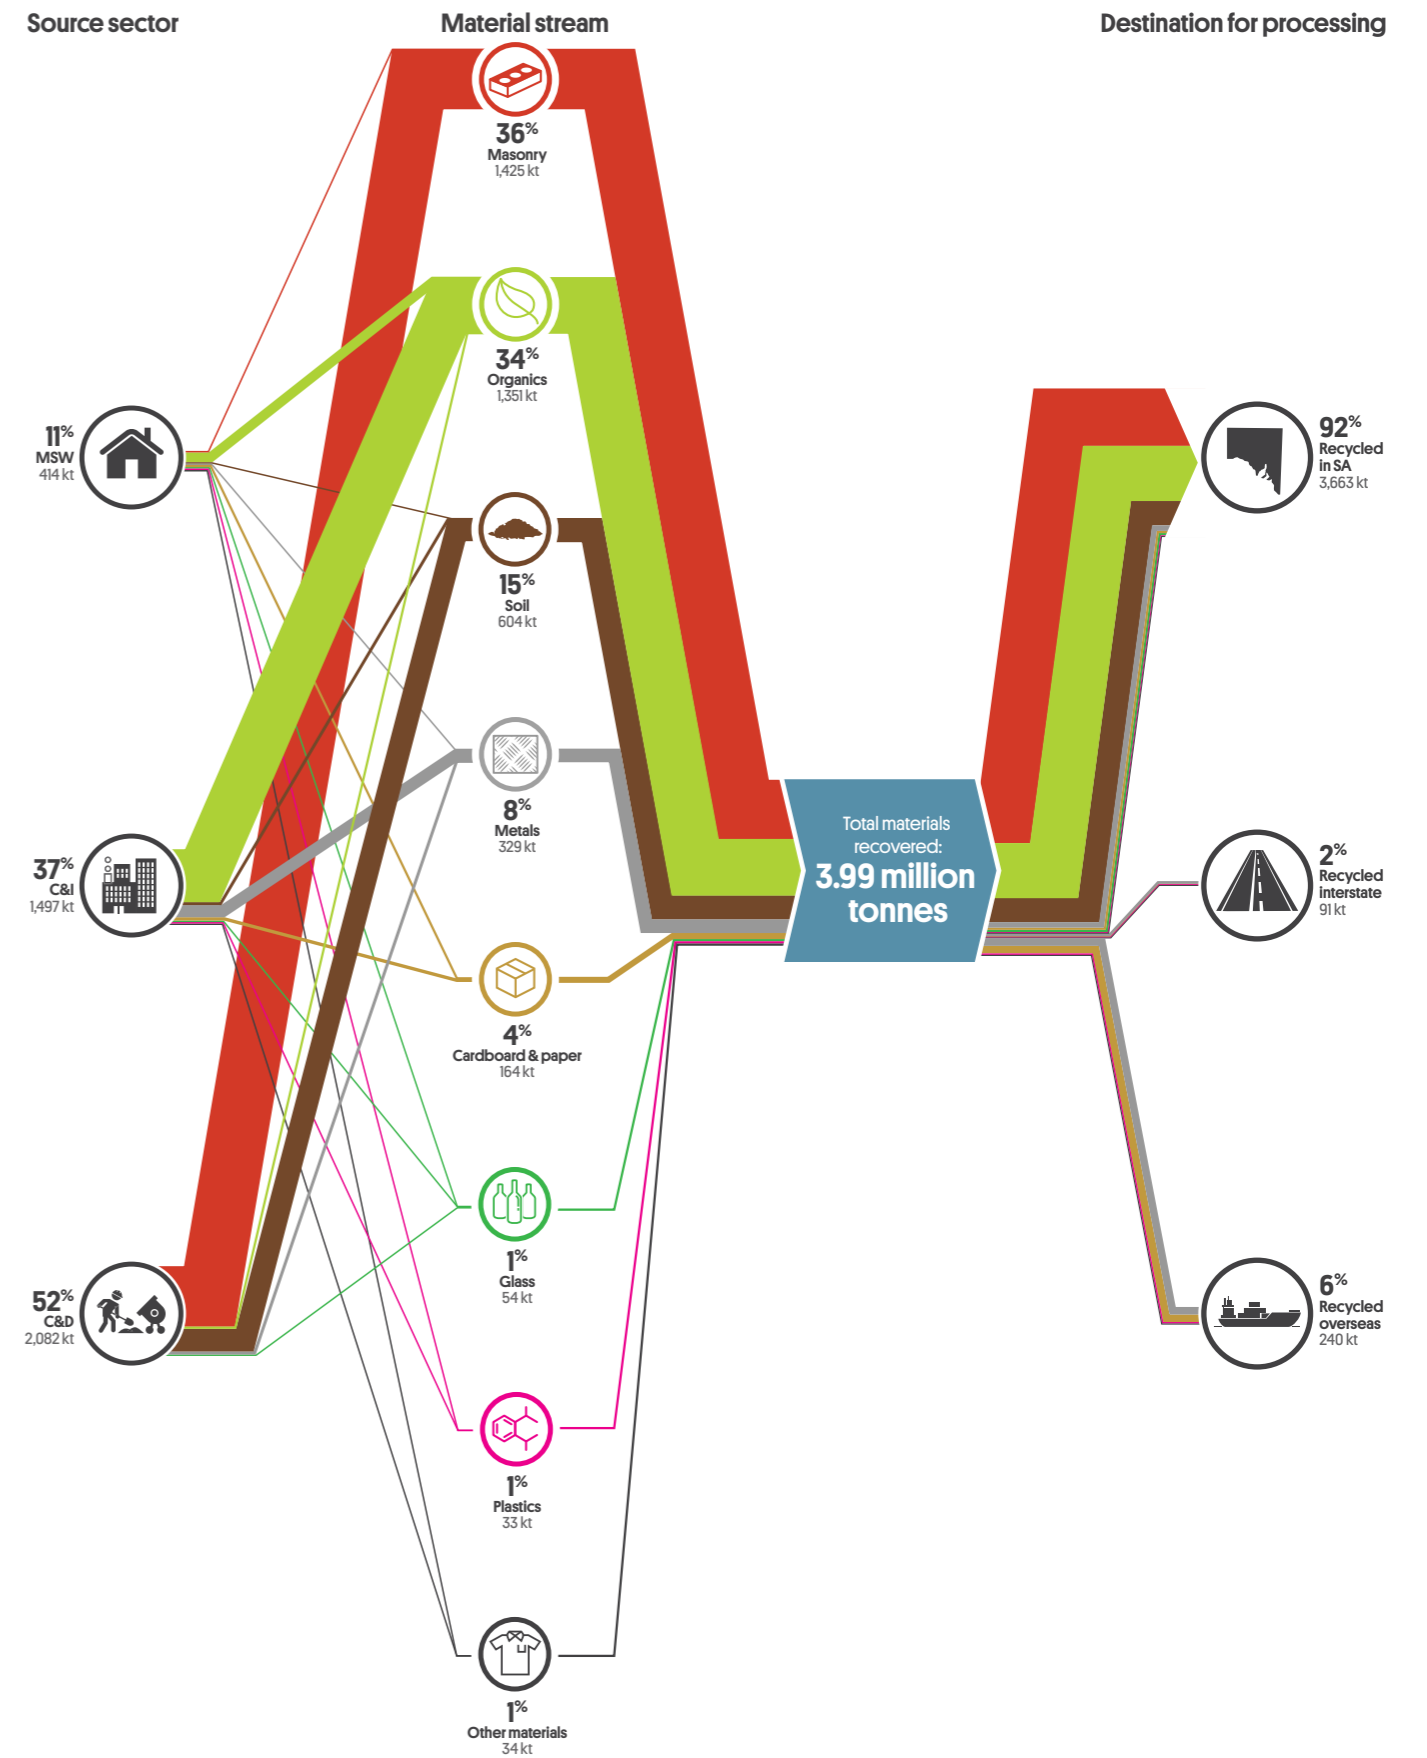 Source sector
Material stream
Destination for processing
36%
Masonry
1,425 kt
34%
Organics
1,351 kt
11%
MSW
414 kt
92%
Recycled
in SA
3,663 kt
15%
Soil
604 kt
8%
Metals
329 kt
Total materials
recovered:
3.99 million
tonnes
37%
C&I
1,497 kt
2%
Recycled
interstate
91 kt
4%
Cardboard & paper
164 kt
1%
Glass
54 kt
52%
C&D
2,082 kt
6%
Recycled
overseas
240 kt
1%
Plastics
33 kt
1%
Other materials
34 kt